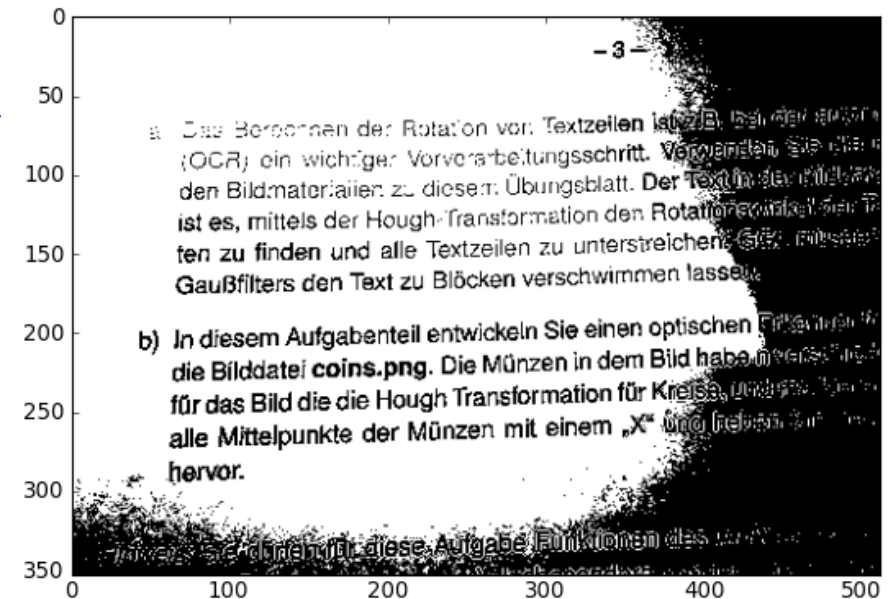 0
50
100
150
200
250
300
350
– 3 –
Das Berechnen der Rotation von Textzeilen ist z.B. bei der
(OCR) ein wichtiger Vorverarbeitungsschritt. Verwenden Sie die
den Bildmaterialien zu diesem Übungsblatt. Der Text in der
ist es, mittels der Hough-Transformation den Rotationswinkel der
ten zu finden und alle Textzeilen zu unterstreichen.
Gaußfilters den Text zu Blöcken verschwimmen lassen.
b) In diesem Aufgabenteil entwickeln Sie einen optischen
die Bilddatei coins.png. Die Münzen in dem Bild haben
für das Bild die die Hough Transformation für Kreise,
alle Mittelpunkte der Münzen mit einem „X“ und
hervor.
dürfen für diese Aufgabe Funktionen des
0 100 200 300 400 500